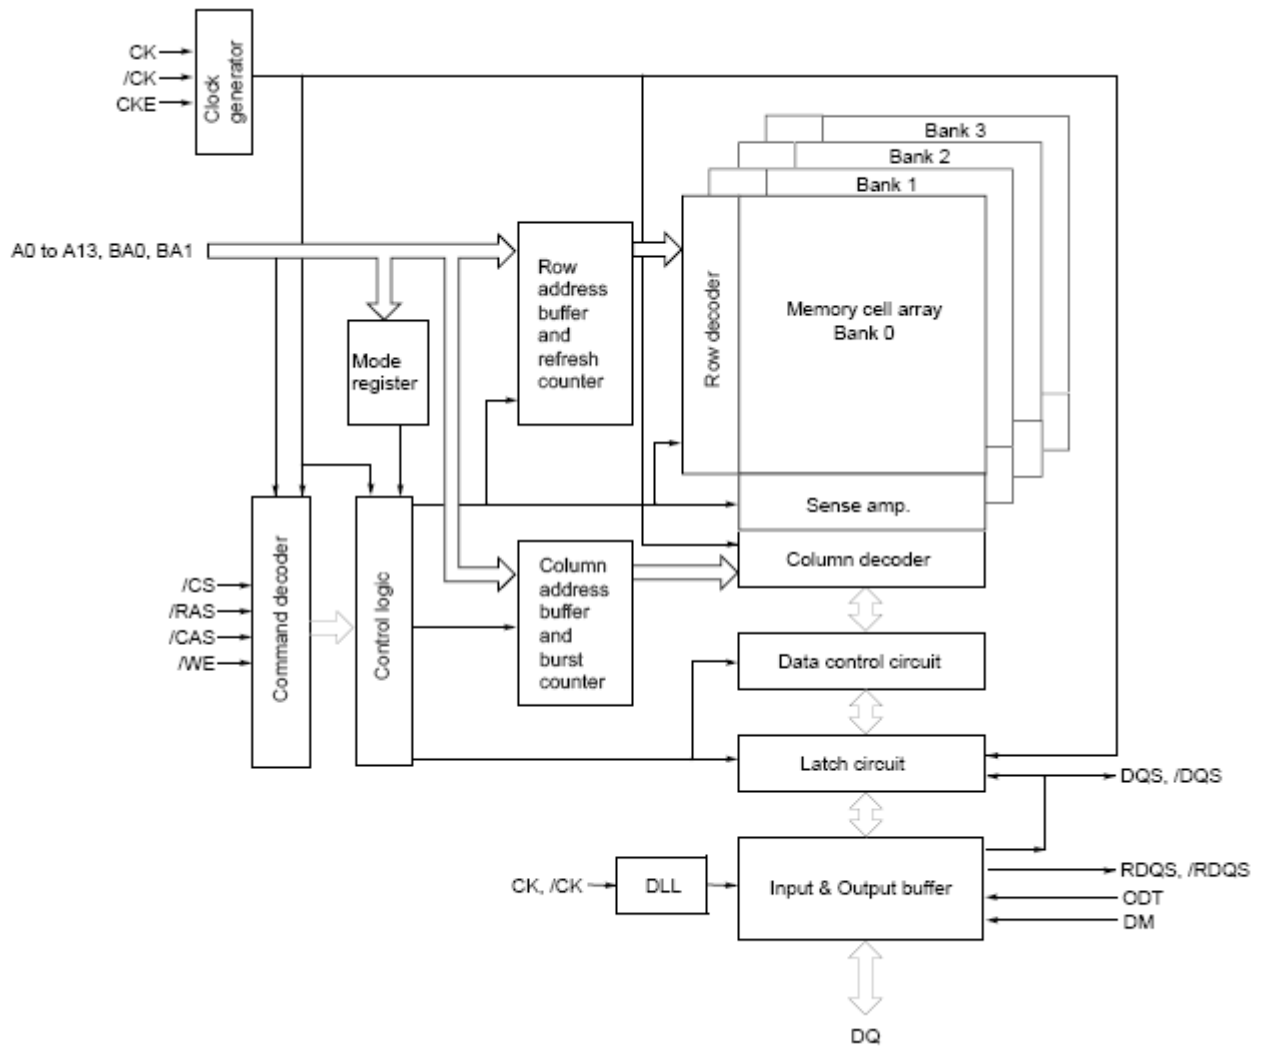 CK
/CK
CKE
Clock
generator
Bank 3
Bank 2
Bank 1
A0 to A13, BA0, BA1
Row
address
buffer
and
refresh
counter
Row decoder
Memory cell array
Bank 0
Mode
register
Sense amp.
Column decoder
/CS
/RAS
/CAS
/WE
Command decoder
Control logic
Column
address
buffer
and
burst
counter
Data control circuit
Latch circuit
DQS, /DQS
CK, /CK
DLL
Input & Output buffer
RDQS, /RDQS
ODT
DM
DQ